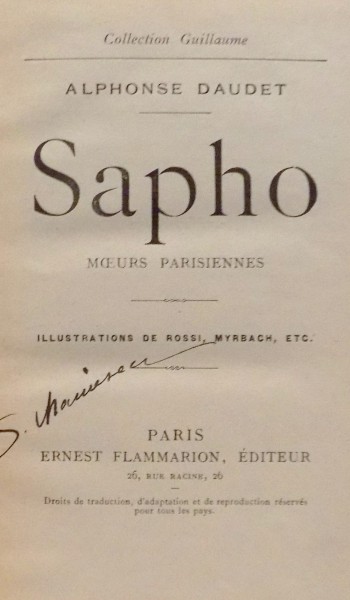 Collection Guillaume
ALPHONSE DAUDET
Sapho
MŒURS PARISIENNES
ILLUSTRATIONS DE ROSSI, MYRBACH, ETC.
PARIS
ERNEST FLAMMARION, ÉDITEUR
26, RUE RACINE, 26
Droits de traduction, d'adaptation et de reproduction réservés
pour tous les pays.